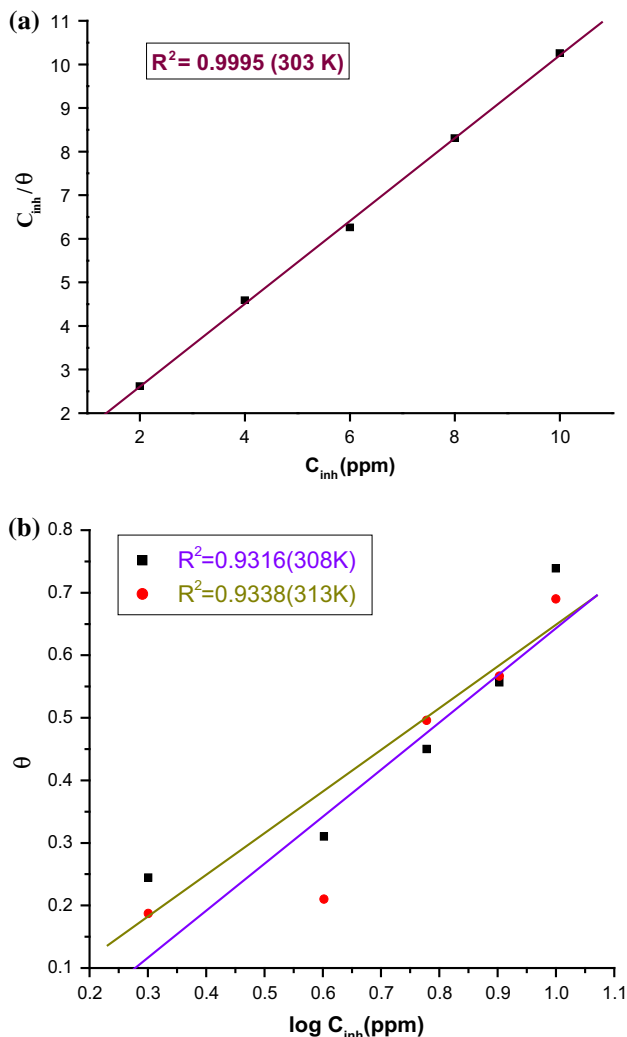 (a)
11
10
9
8
7
6
5
4
3
2
C_inh/θ
R²= 0.9995 (303 K)
2 4 6 8 10
C_inh(ppm)
(b)
0.8
0.7
0.6
0.5
0.4
0.3
0.2
0.1
θ
R²=0.9316(308K)
R²=0.9338(313K)
0.2 0.3 0.4 0.5 0.6 0.7 0.8 0.9 1.0 1.1
log C_inh(ppm)